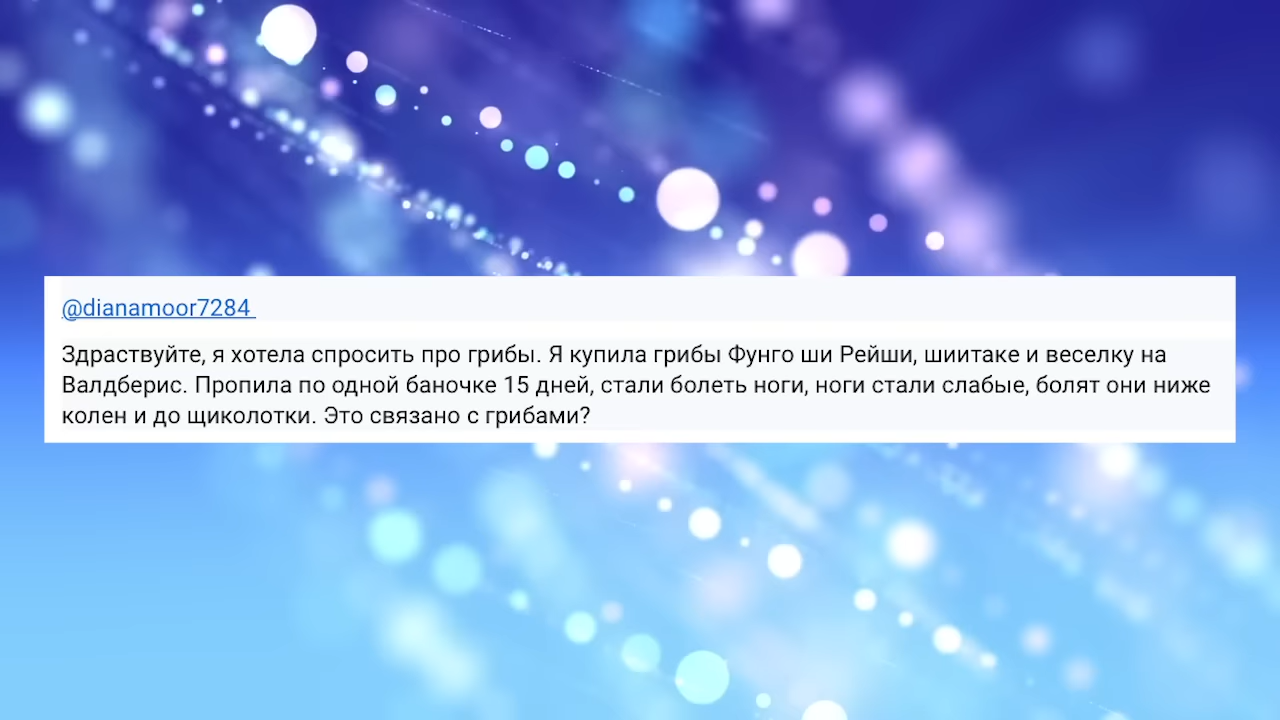 @dianamoor7284
Здраствуйте, я хотела спросить про грибы. Я купила грибы Фунго ши Рейши, шиитаке и веселку на
Валдберис. Пропила по одной баночке 15 дней, стали болеть ноги, ноги стали слабые, болят они ниже
колен и до щиколотки. Это связано с грибами?